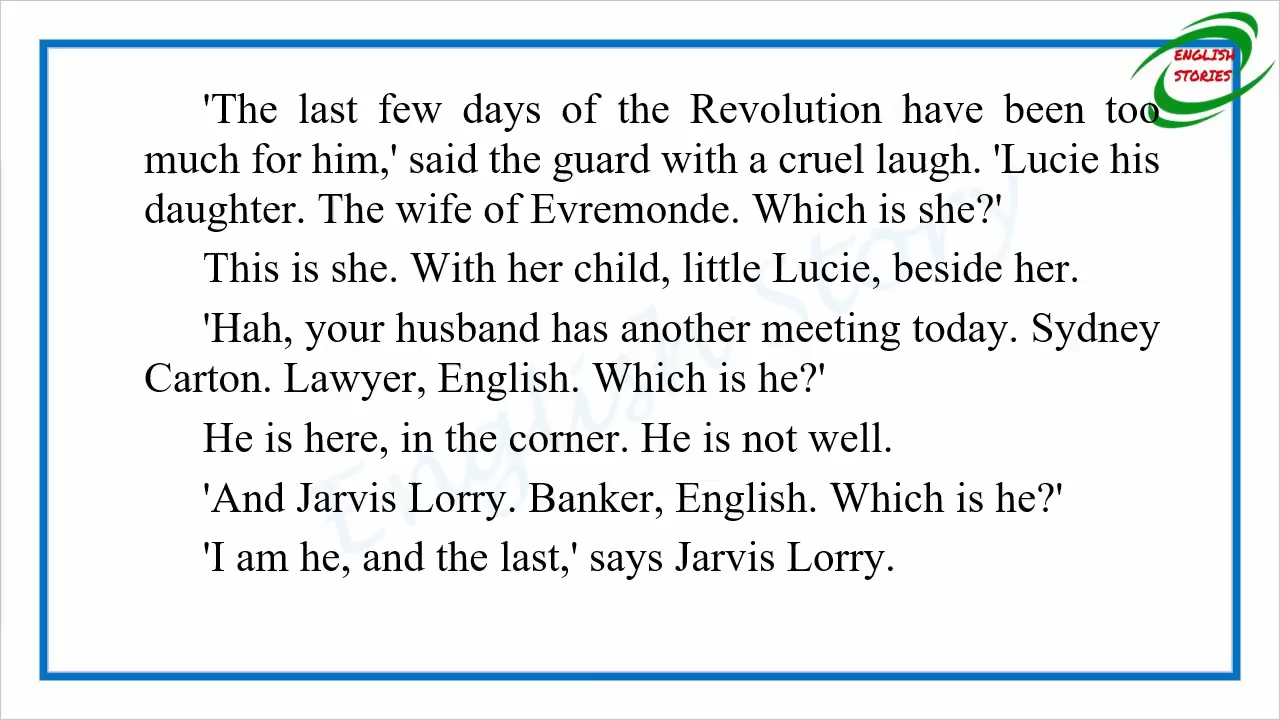 ENGLISH
STORIES
'The last few days of the Revolution have been too
much for him,' said the guard with a cruel laugh. 'Lucie his
daughter. The wife of Evremonde. Which is she?'
This is she. With her child, little Lucie, beside her.
'Hah, your husband has another meeting today. Sydney
Carton. Lawyer, English. Which is he?'
He is here, in the corner. He is not well.
'And Jarvis Lorry. Banker, English. Which is he?'
'I am he, and the last,' says Jarvis Lorry.
English Story